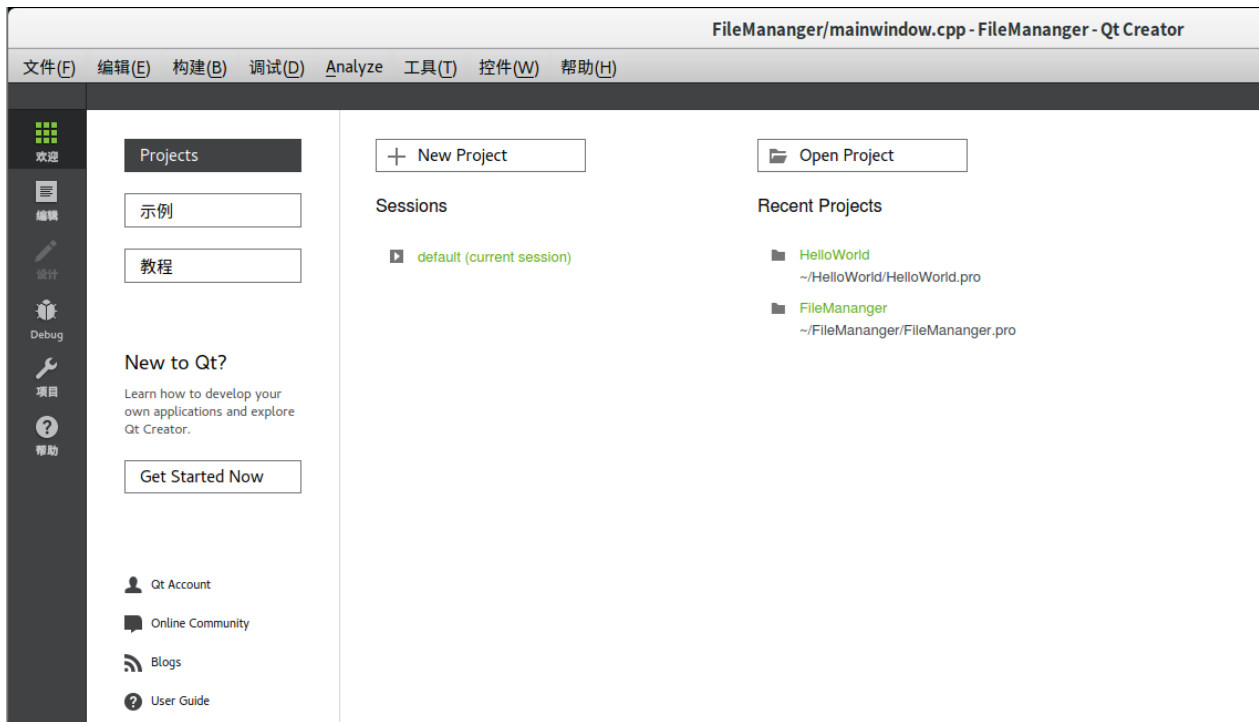 FileMananger/mainwindow.cpp - FileMananger - Qt Creator
文件(F) 编辑(E) 构建(B) 调试(D) Analyze 工具(T) 控件(W) 帮助(H)
欢迎
编辑
设计
Debug
项目
帮助
Projects
示例
教程
New to Qt?
Learn how to develop your
own applications and explore
Qt Creator.
Get Started Now
Qt Account
Online Community
Blogs
User Guide
New Project
Sessions
default (current session)
Open Project
Recent Projects
HelloWorld
~/HelloWorld/HelloWorld.pro
FileMananger
~/FileMananger/FileMananger.pro